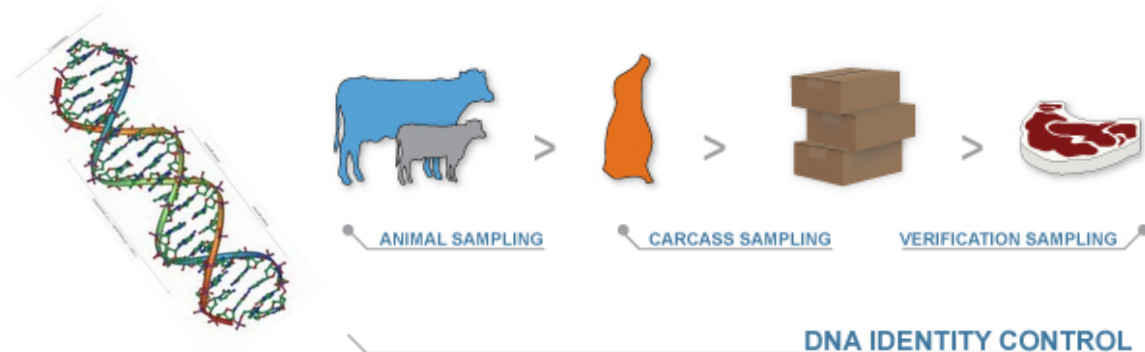 ANIMAL SAMPLING
CARCASS SAMPLING
VERIFICATION SAMPLING
DNA IDENTITY CONTROL